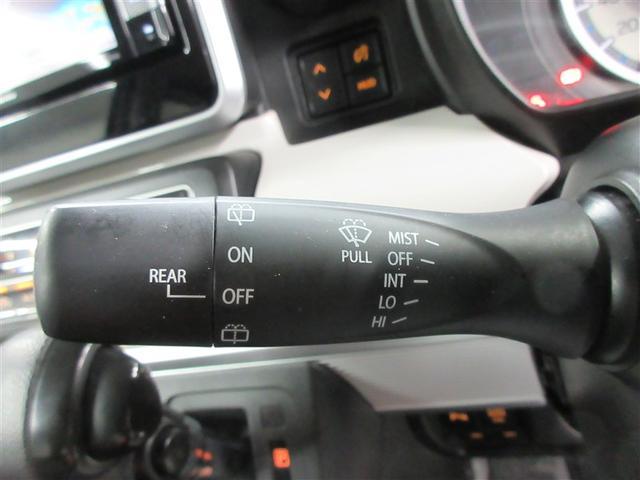 ON
REAR
OFF
PULL
MIST
OFF
INT
LO
HI